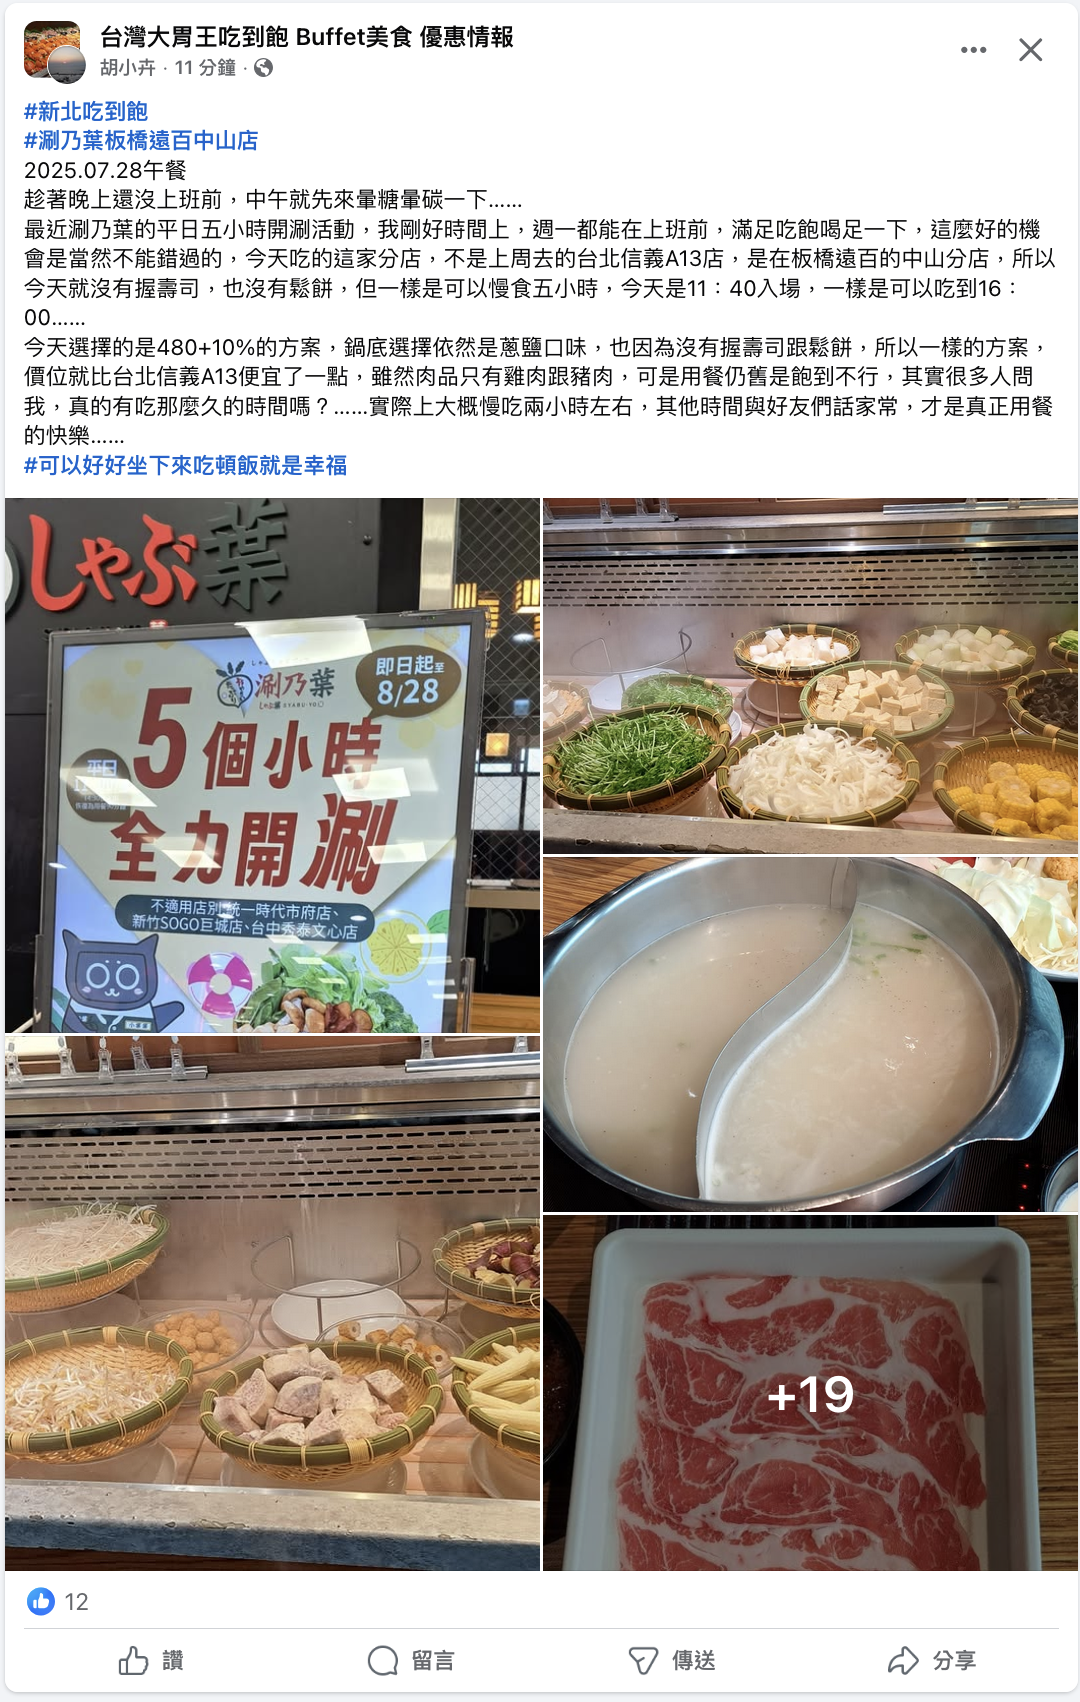 台灣大胃王吃到飽 Buffet美食 優惠情報
胡小卉 · 11 分鐘 ·
#新北吃到飽
#涮乃葉板橋遠百中山店
2025.07.28午餐
趁著晚上還沒上班前，中午就先來暈糖暈碳一下……
最近涮乃葉的平日五小時開涮活動，我剛好時間上，週一都能在上班前，滿足吃飽喝足一下，這麼好的機
會是當然不能錯過的，今天吃的這家分店，不是上周去的台北信義A13店，是在板橋遠百的中山分店，所以
今天就沒有握壽司，也沒有鬆餅，但一樣是可以慢食五小時，今天是11：40入場，一樣是可以吃到16：
00……
今天選擇的是480+10%的方案，鍋底選擇依然是蔥鹽口味，也因為沒有握壽司跟鬆餅，所以一樣的方案，
價位就比台北信義A13便宜了一點，雖然肉品只有雞肉跟豬肉，可是用餐仍舊是飽到不行，其實很多人問
我，真的有吃那麼久的時間嗎？……實際上大概慢吃兩小時左右，其他時間與好友們話家常，才是真正用餐
的快樂……
#可以好好坐下來吃頓飯就是幸福
しゃぶ葉
涮乃葉
しゃぶ葉 SYABU-YO
即日起至
8/28
5個小時
平日
全力開涮
不適用店別 統一時代市府店、
新竹SOGO巨城店、台中秀泰文心店
+19
12
讚
留言
傳送
分享